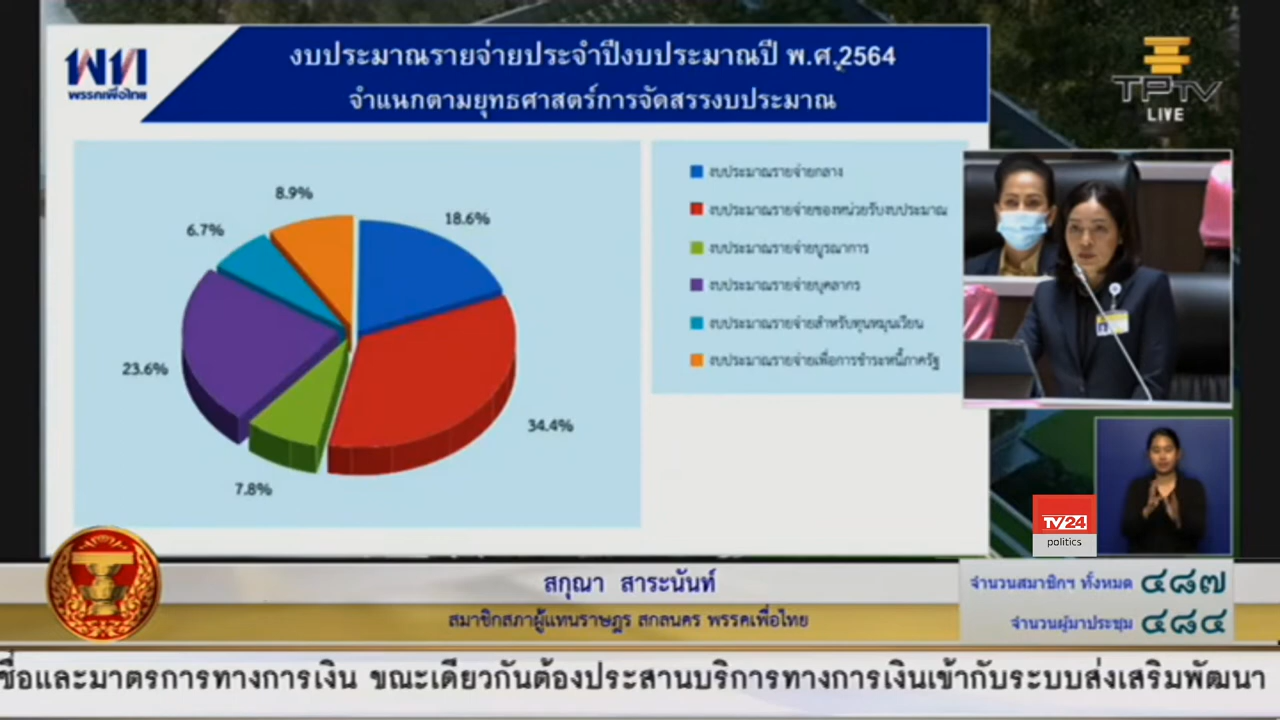 พท
พรรคเพื่อไทย
งบประมาณรายจ่ายประจำปีงบประมาณปี พ.ศ.2564
จำแนกตามยุทธศาสตร์การจัดสรรงบประมาณ
TPTV
LIVE
8.9%
18.6%
6.7%
23.6%
34.4%
7.8%
งบประมาณรายจ่ายกลาง
งบประมาณรายจ่ายของหน่วยรับงบประมาณ
งบประมาณรายจ่ายบูรณาการ
งบประมาณรายจ่ายบุคลากร
งบประมาณรายจ่ายสำหรับทุนหมุนเวียน
งบประมาณรายจ่ายเพื่อการชำระหนี้ภาครัฐ
TV24
politics
สกุณา สาระนันท์
สมาชิกสภาผู้แทนราษฎร สกลนคร พรรคเพื่อไทย
จำนวนสมาชิกฯ ทั้งหมด ๔๘๗
จำนวนผู้มาประชุม ๔๘๔
ชื่อและมาตรการทางการเงิน ขณะเดียวกันต้องประสานบริการทางการเงินเข้ากับระบบส่งเสริมพัฒนา